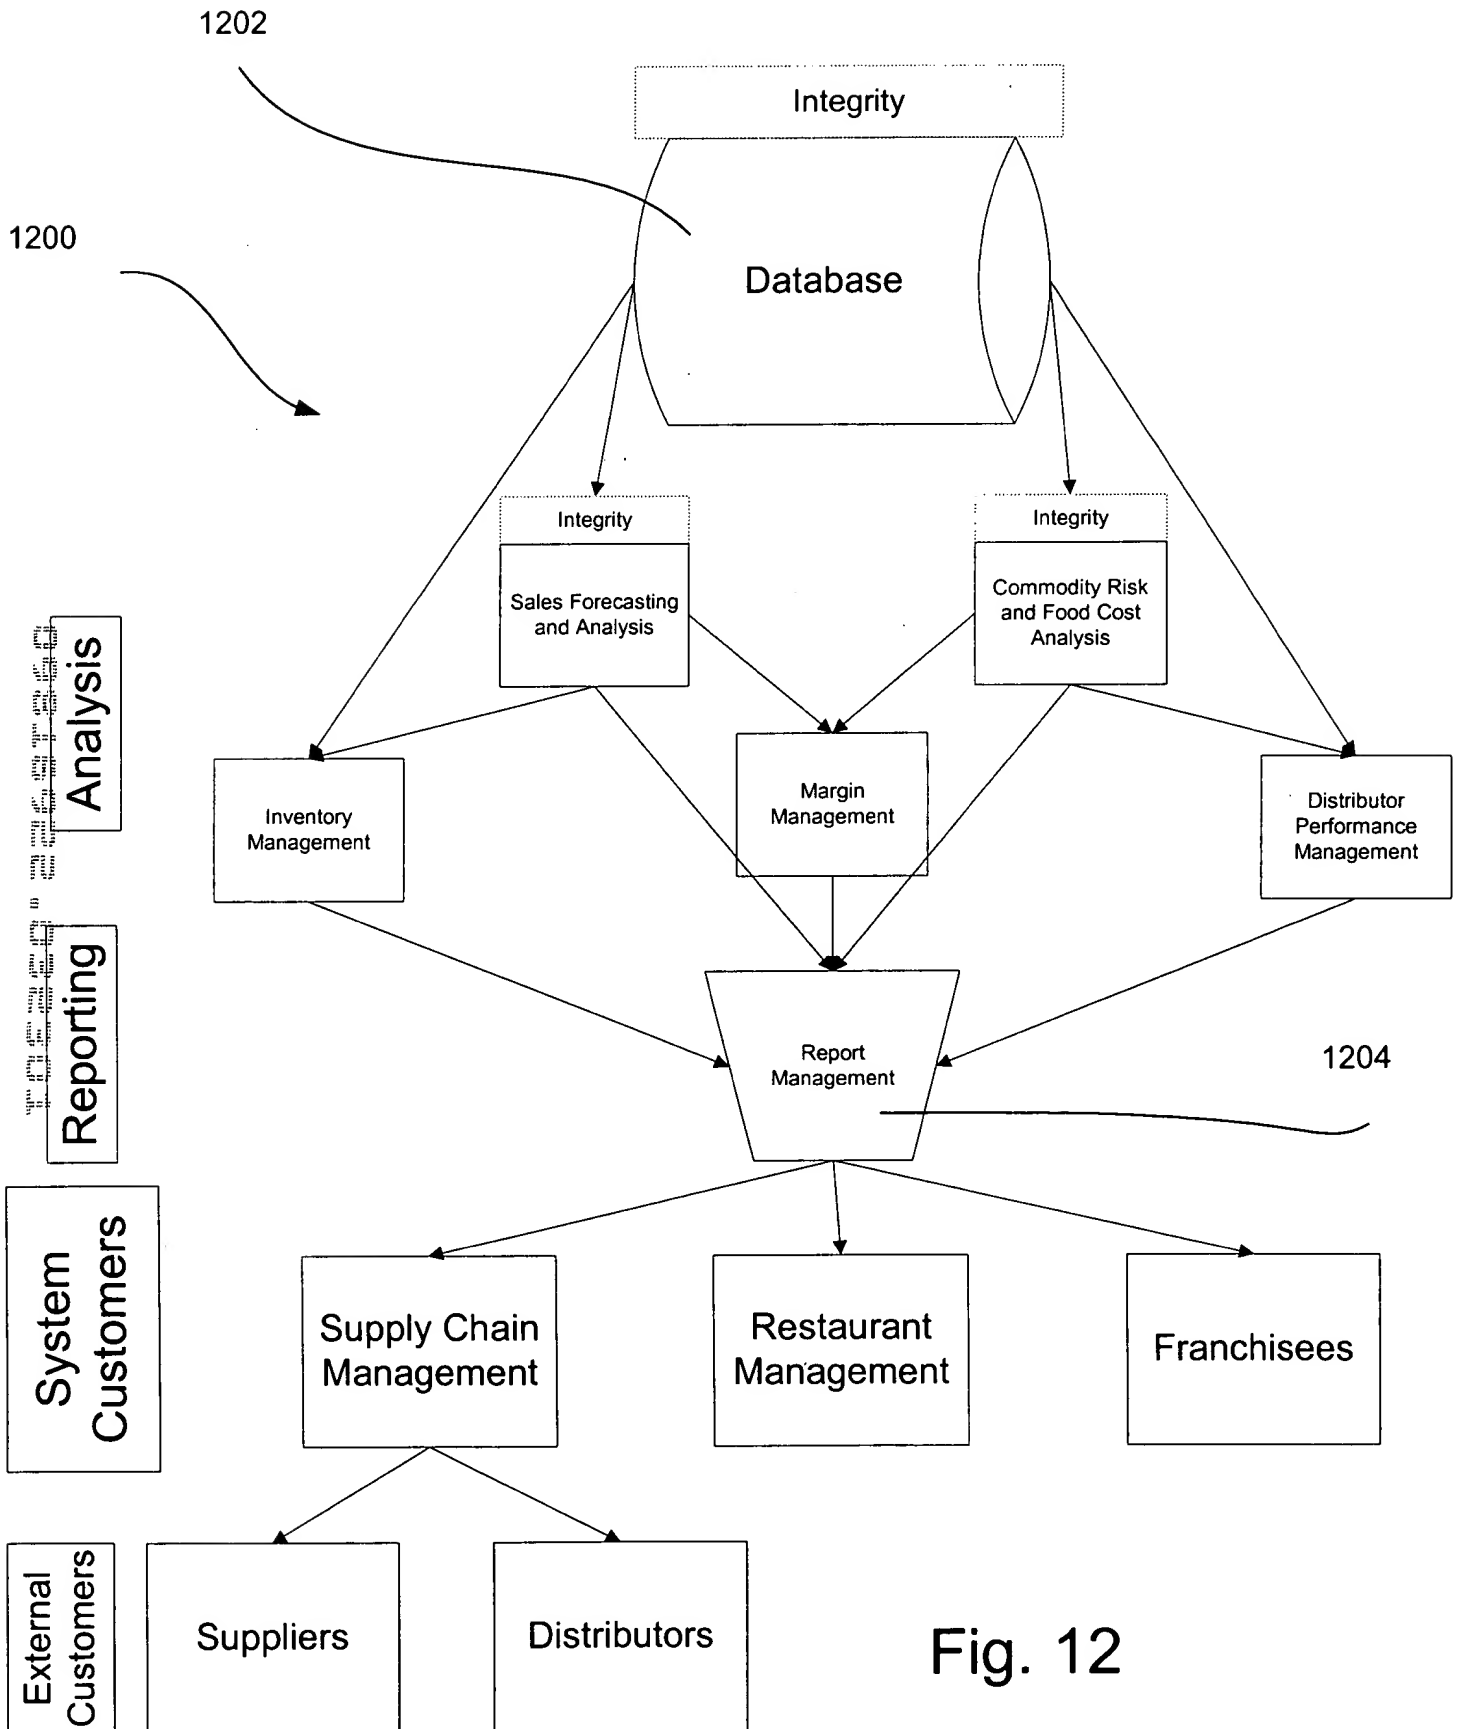 1202
Integrity
1200
Database
Integrity
Integrity
Sales Forecasting
and Analysis
Commodity Risk
and Food Cost
Analysis
Analysis
Margin
Management
Inventory
Management
Distributor
Performance
Management
Reporting
Report
Management
1204
System
Customers
Supply Chain
Management
Restaurant
Management
Franchisees
External
Customers
Suppliers
Distributors
Fig. 12